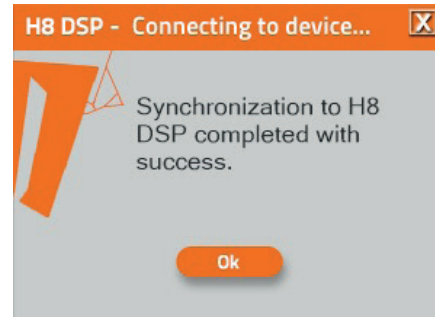 H8 DSP - Connecting to device...
X
Synchronization to H8
DSP completed with
success.
Ok